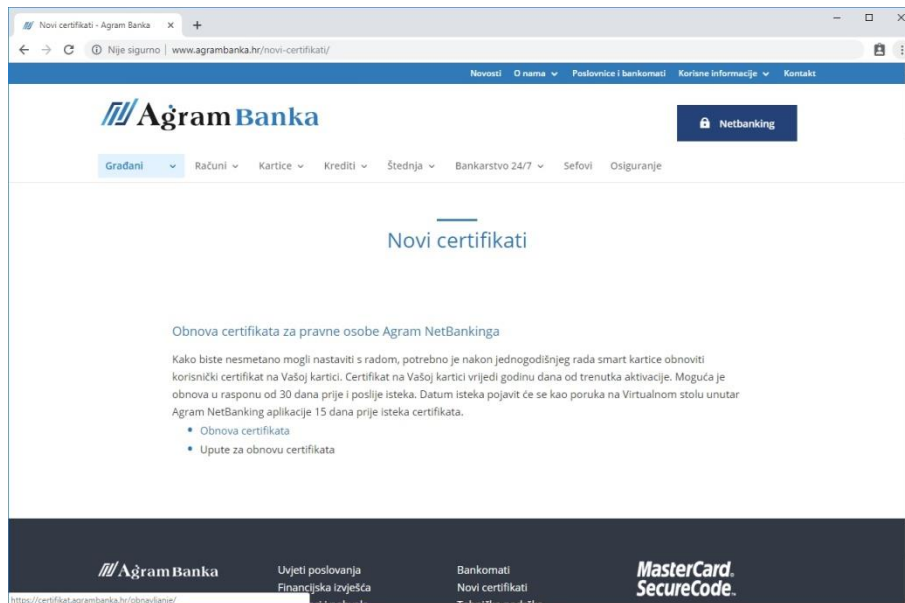 Novi certifikati - Agram Banka
Nije sigurno | www.agrambanka.hr/novi-certifikati/
Novosti O nama Poslovnice i bankomati Korisne informacije Kontakt
Agram Banka
Netbanking
Građani Računi Kartice Krediti Štednja Bankarstvo 24/7 Sefovi Osiguranje
Novi certifikati
Obnova certifikata za pravne osobe Agram NetBankinga
Kako biste nesmetano mogli nastaviti s radom, potrebno je nakon jednogodišnjeg rada smart kartice obnoviti
korisnički certifikat na Vašoj kartici. Certifikat na Vašoj kartici vrijedi godinu dana od trenutka aktivacije. Moguća je
obnova u rasponu od 30 dana prije i poslije isteka. Datum isteka pojavit će se kao poruka na Virtualnom stolu unutar
Agram NetBanking aplikacije 15 dana prije isteka certifikata.
Obnova certifikata
Upute za obnovu certifikata
Agram Banka
Uvjeti poslovanja
Financijska izvješća
Bankomati
Novi certifikati
MasterCard.
SecureCode.
https://certifikat.agrambanka.hr/obnavljanje/